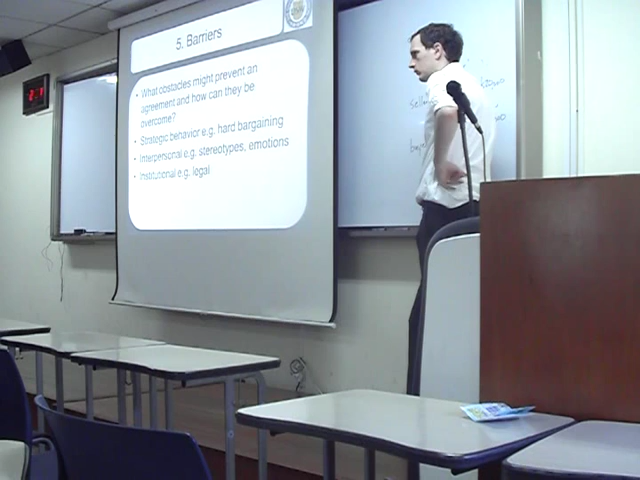 5. Barriers
• What obstacles might prevent an
agreement and how can they be
overcome?
• Strategic behavior e.g. hard bargaining
• Interpersonal e.g. stereotypes, emotions
• Institutional e.g. legal